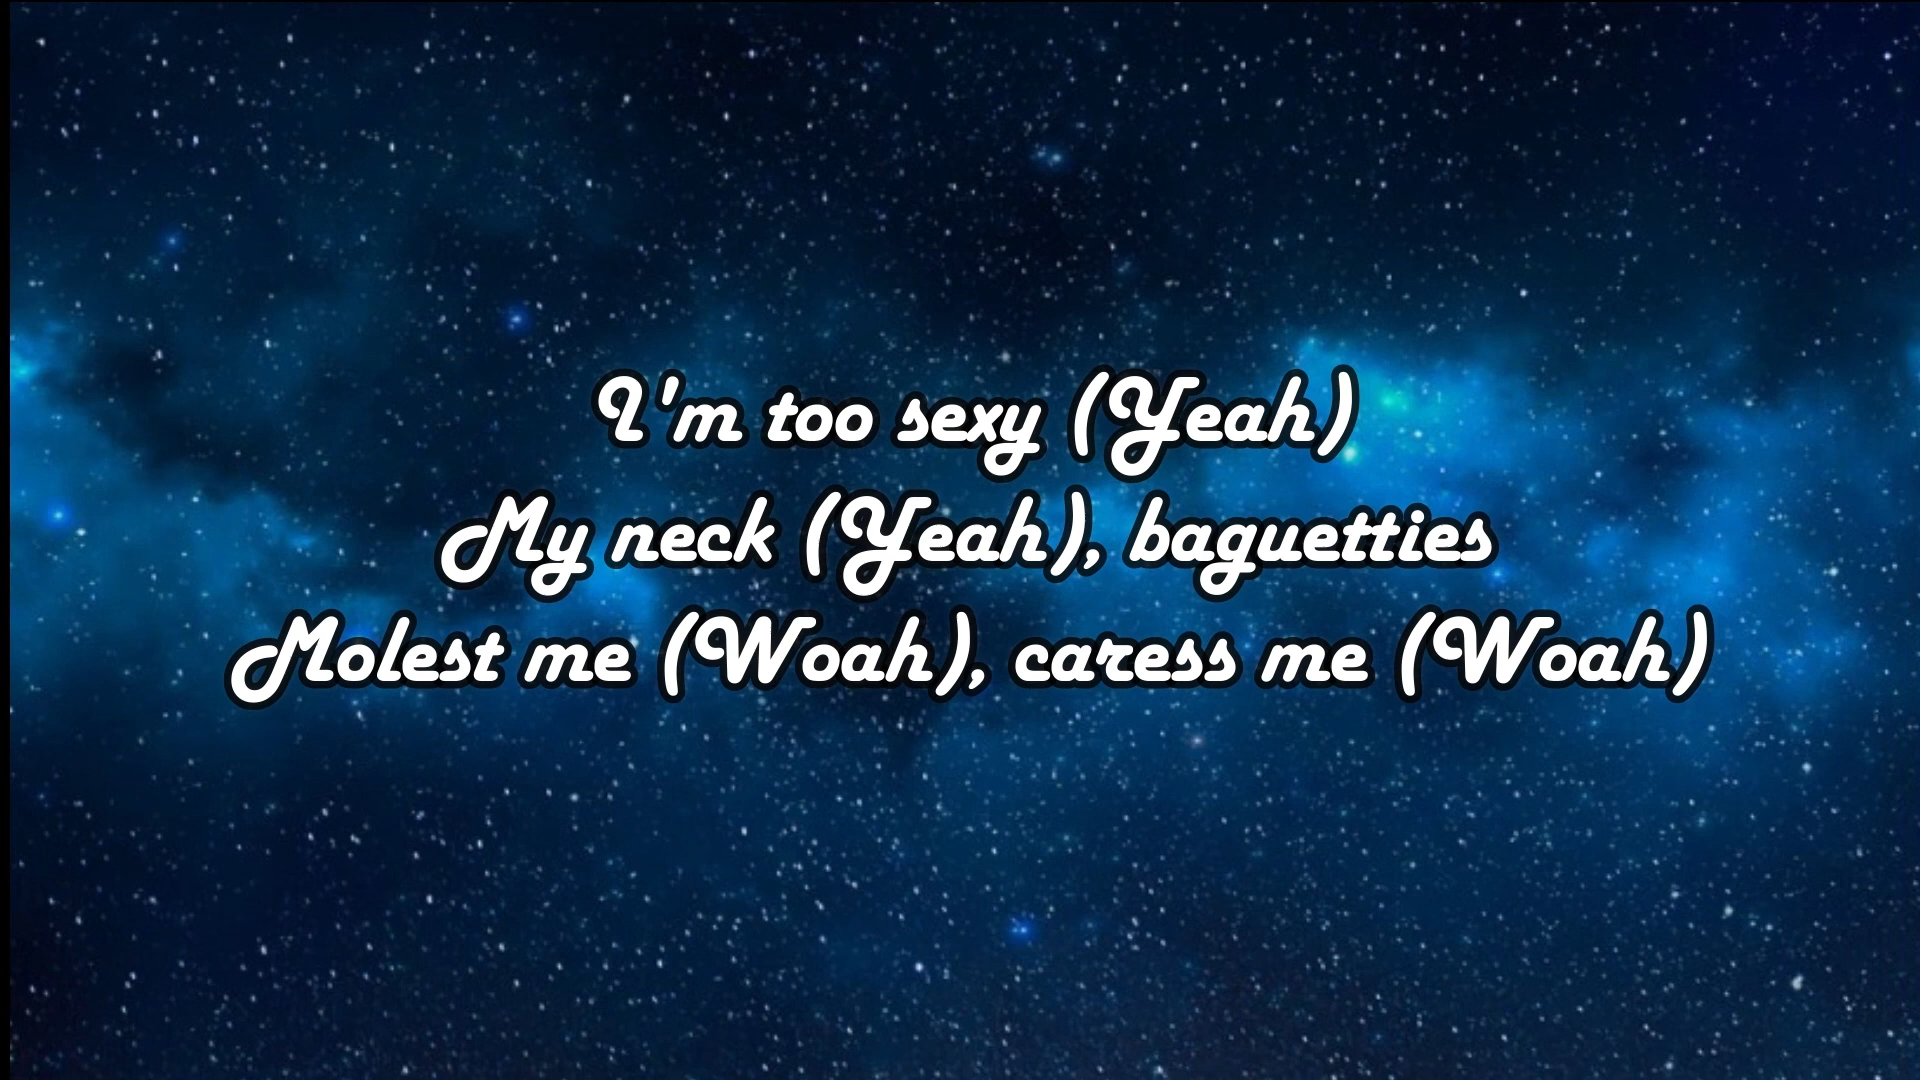 I'm too sexy (Yeah)
My neck (Yeah), baguetties
Molest me (Woah), caress me (Woah)